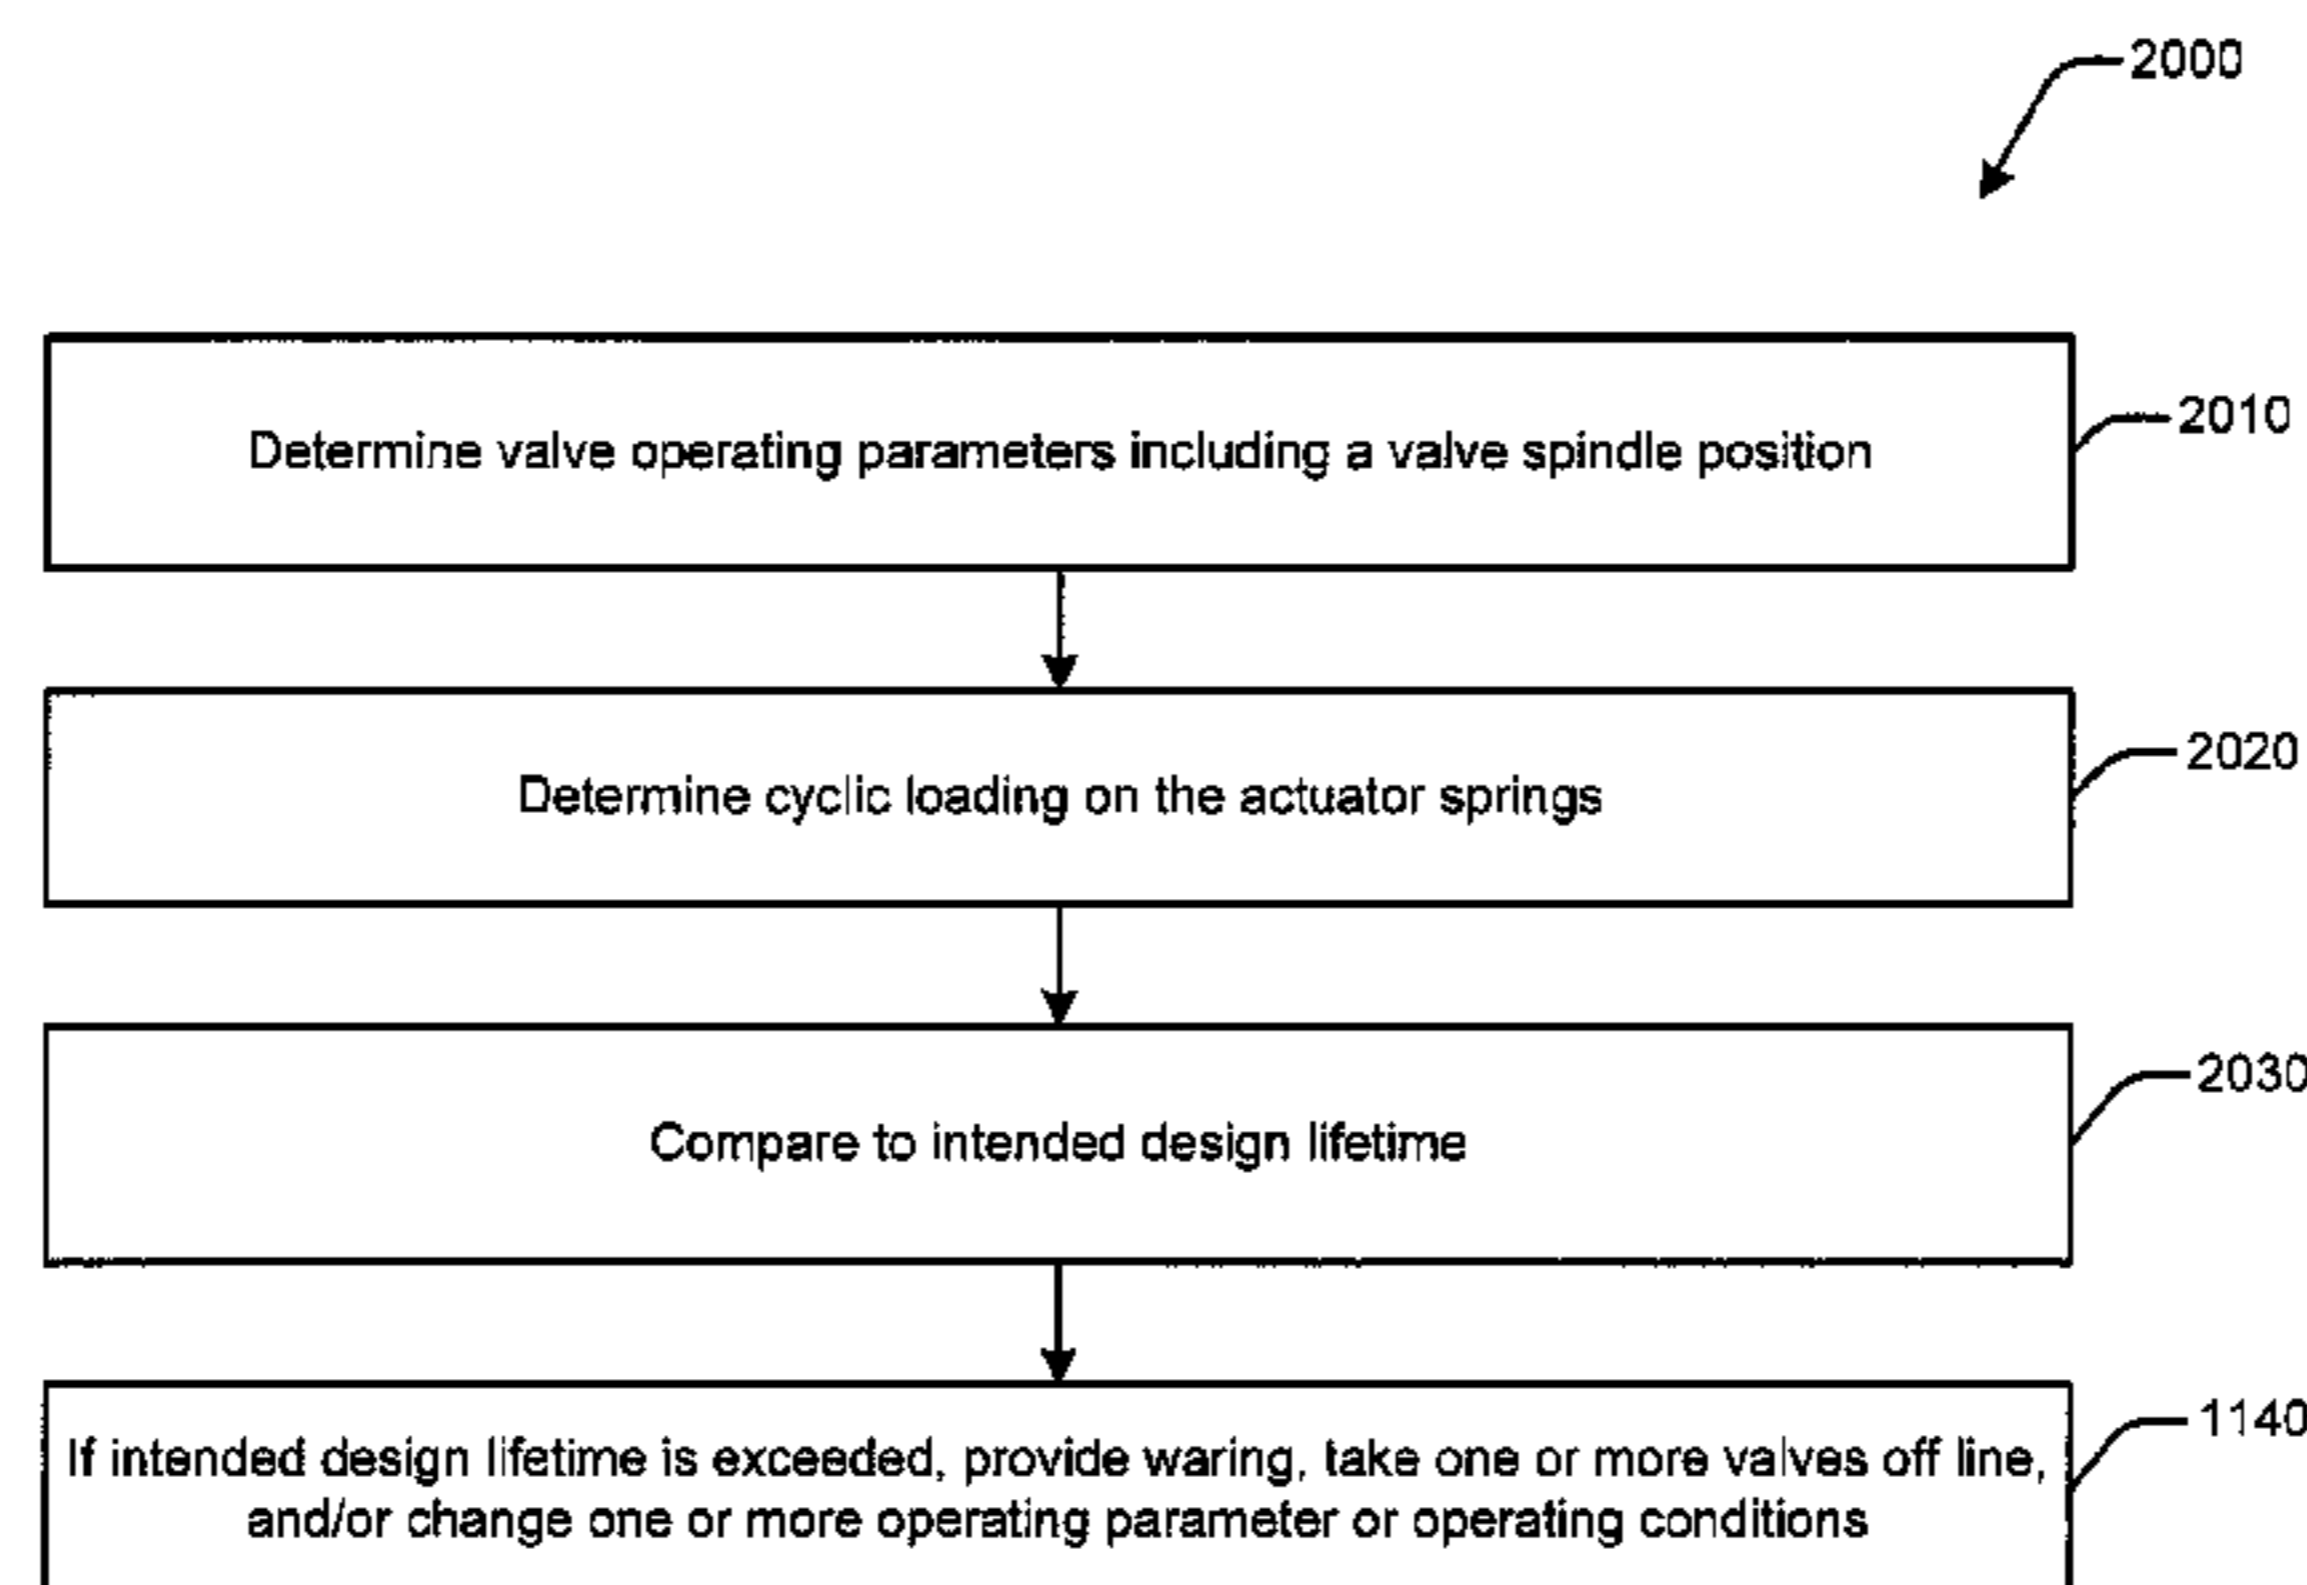 2000
Determine valve operating parameters including a valve spindle position
2010
Determine cyclic loading on the actuator springs
2020
Compare to intended design lifetime
2030
If intended design lifetime is exceeded, provide waring, take one or more valves off line,
and/or change one or more operating parameter or operating conditions
1140